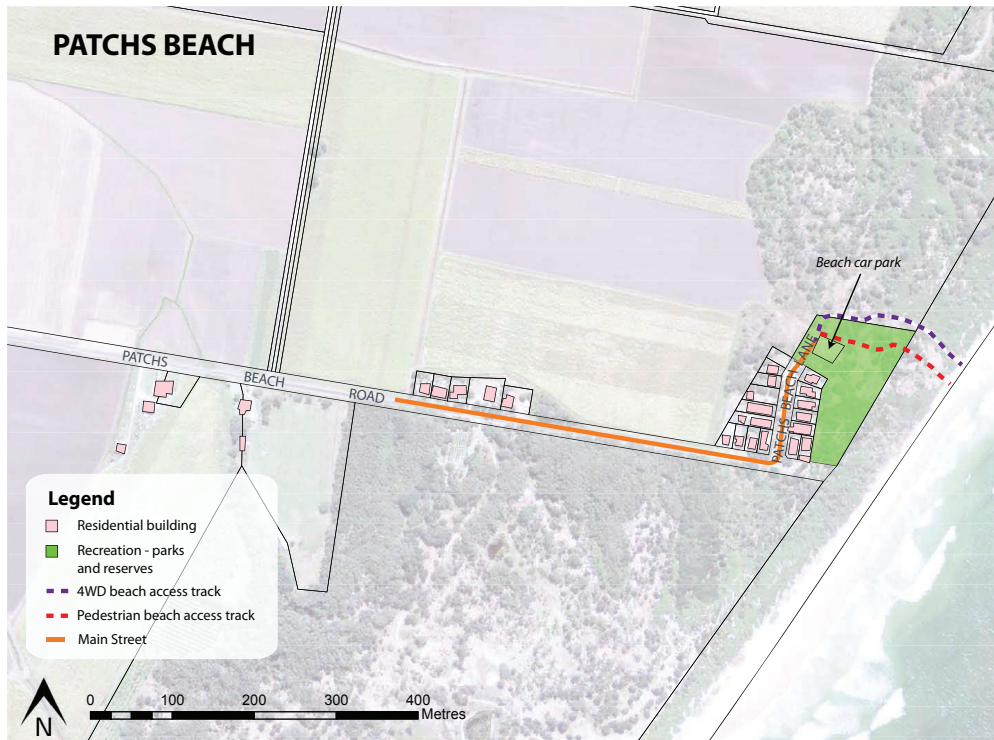 PATCHS BEACH
Beach car park
PATCHS BEACH ROAD
PATCHS BEACH LANE
Legend
Residential building
Recreation - parks
and reserves
4WD beach access track
Pedestrian beach access track
Main Street
0 100 200 300 400
Metres
N